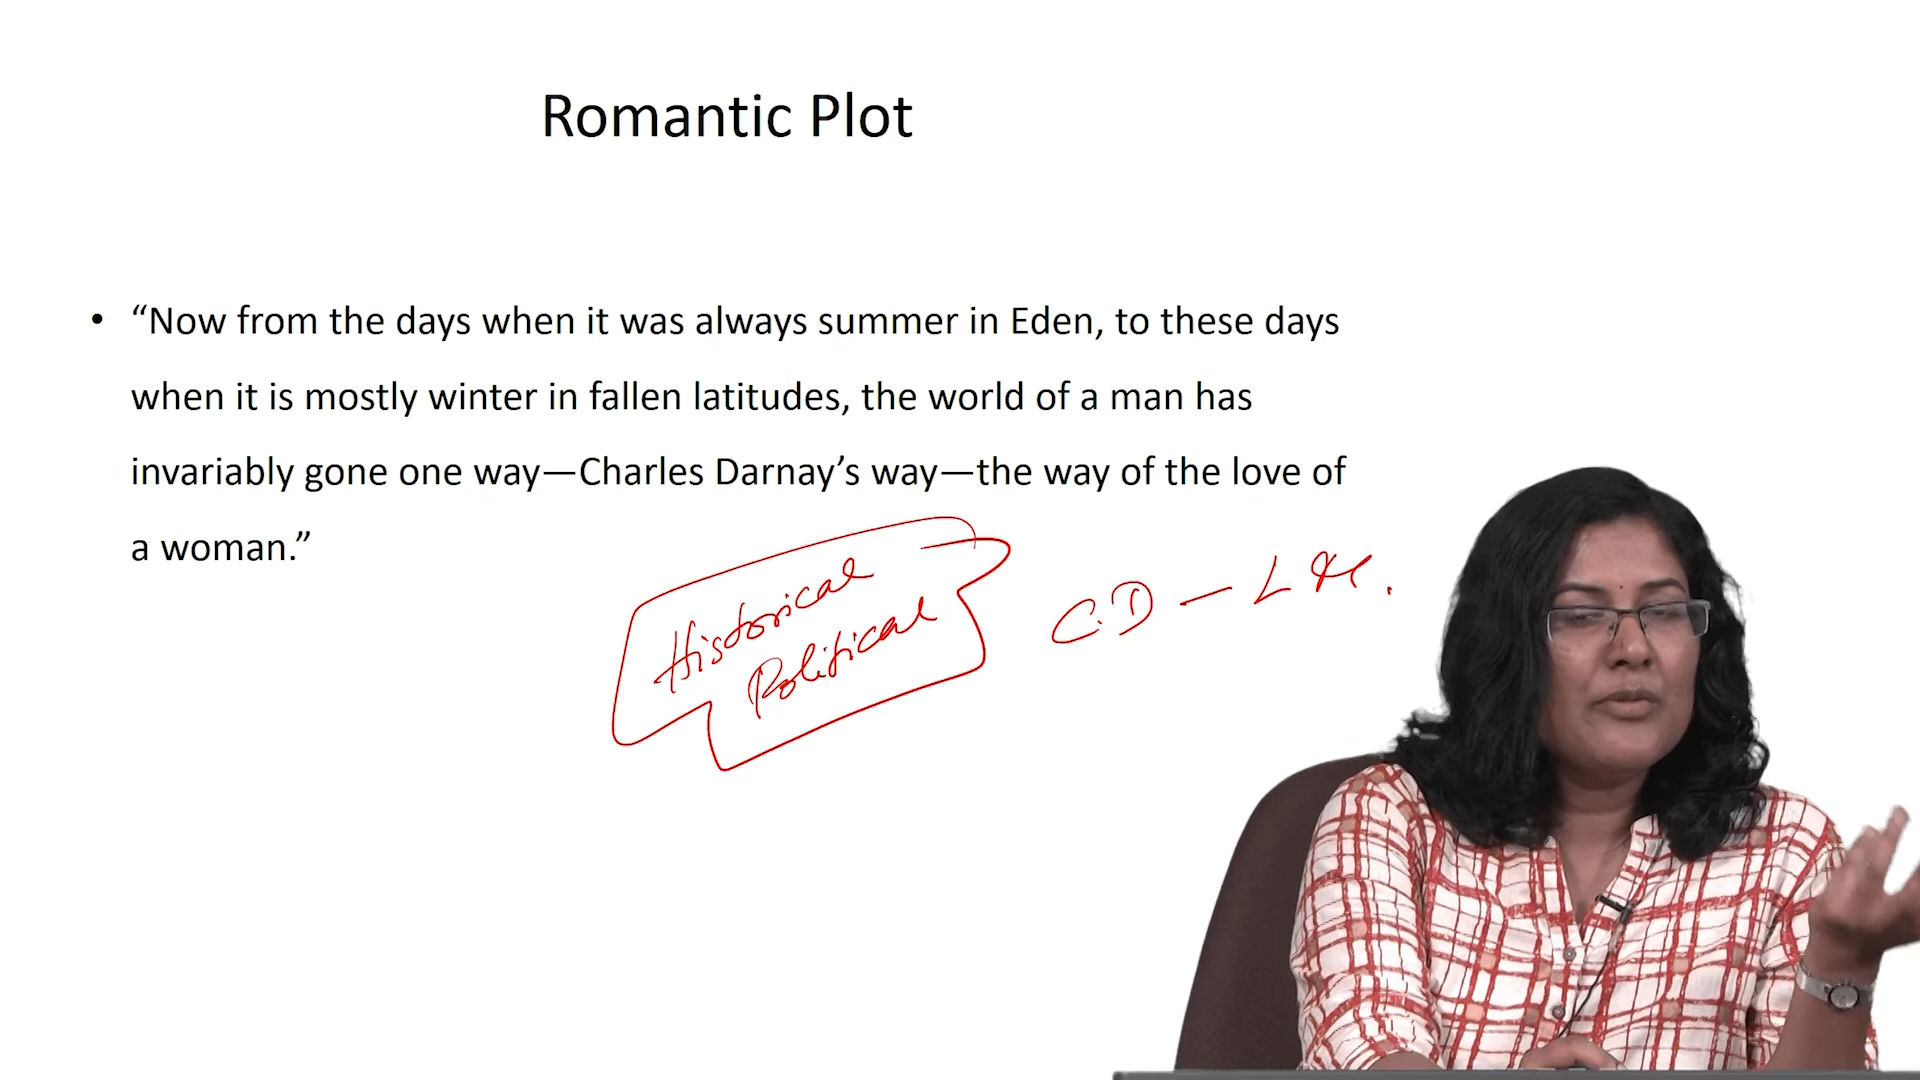 Romantic Plot
• “Now from the days when it was always summer in Eden, to these days
when it is mostly winter in fallen latitudes, the world of a man has
invariably gone one way—Charles Darnay’s way—the way of the love of
a woman.”
Historical
Political
C.D – L M.